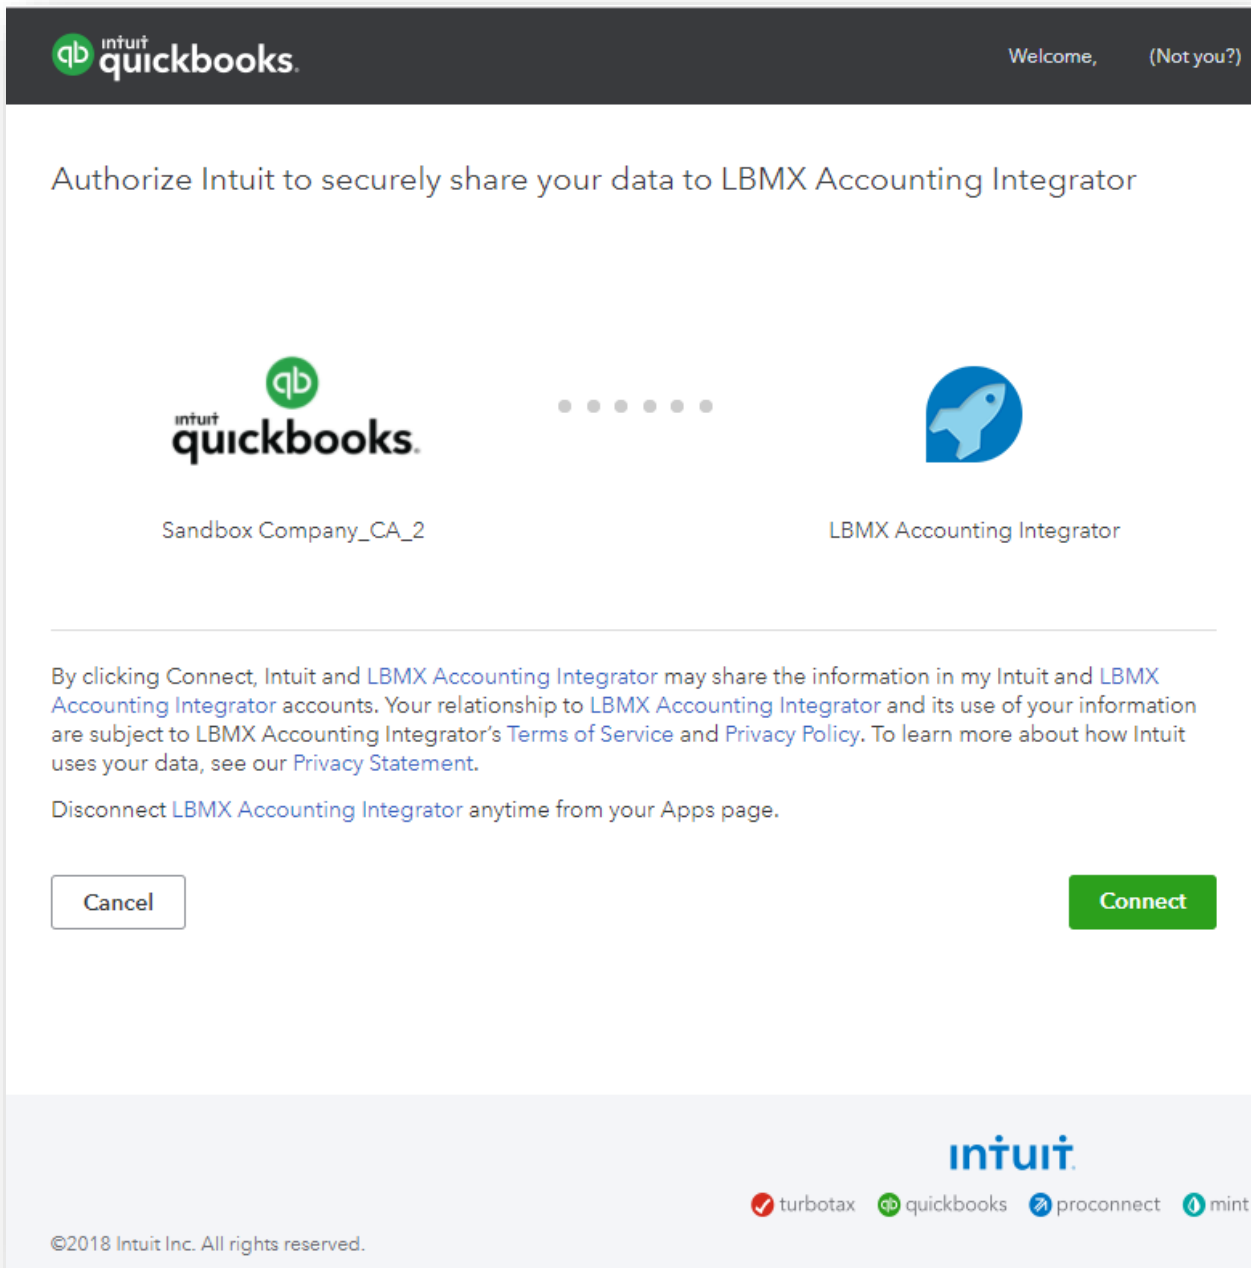 intuit
quickbooks.
Welcome, (Not you?)
Authorize Intuit to securely share your data to LBMX Accounting Integrator
qb
intuit
quickbooks.
Sandbox Company_CA_2
LBMX Accounting Integrator
By clicking Connect, Intuit and LBMX Accounting Integrator may share the information in my Intuit and LBMX
Accounting Integrator accounts. Your relationship to LBMX Accounting Integrator and its use of your information
are subject to LBMX Accounting Integrator’s Terms of Service and Privacy Policy. To learn more about how Intuit
uses your data, see our Privacy Statement.
Disconnect LBMX Accounting Integrator anytime from your Apps page.
Cancel
Connect
intuit
turbotax quickbooks proconnect mint
©2018 Intuit Inc. All rights reserved.